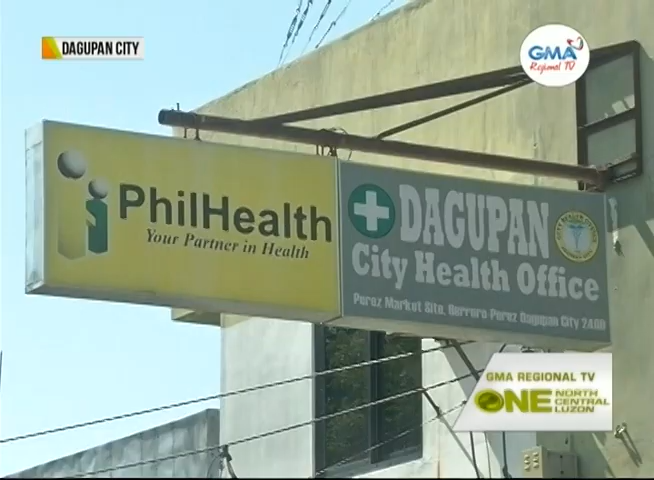 DAGUPAN CITY
GMA
Regional TV
PhilHealth
Your Partner in Health
DAGUPAN
City Health Office
Perez Market Site, Herrero-Perez Dagupan City 2400
GMA REGIONAL TV
ONE NORTH
CENTRAL
LUZON